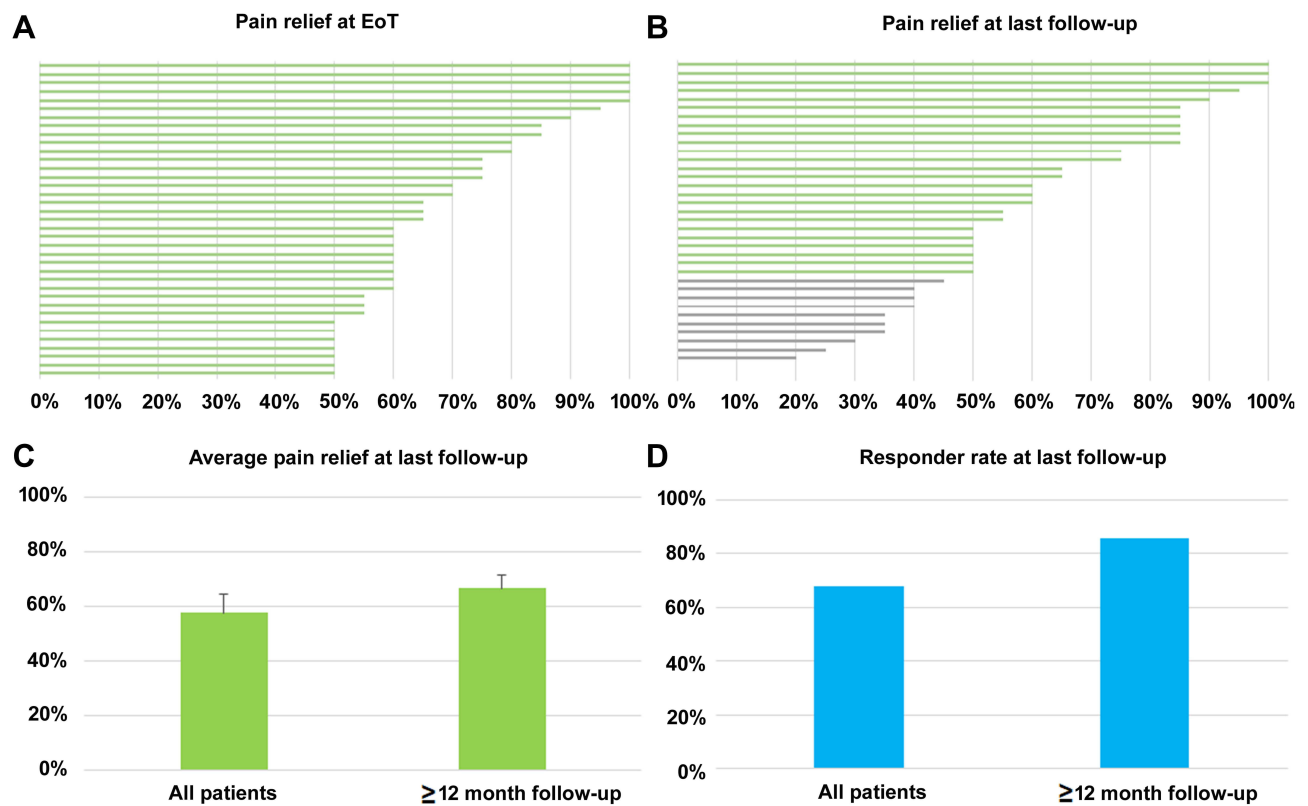 A
Pain relief at EoT
B
Pain relief at last follow-up
0% 10% 20% 30% 40% 50% 60% 70% 80% 90% 100%
0% 10% 20% 30% 40% 50% 60% 70% 80% 90% 100%
C
Average pain relief at last follow-up
100%
80%
60%
40%
20%
0%
All patients
≥12 month follow-up
D
Responder rate at last follow-up
100%
80%
60%
40%
20%
0%
All patients
≥12 month follow-up